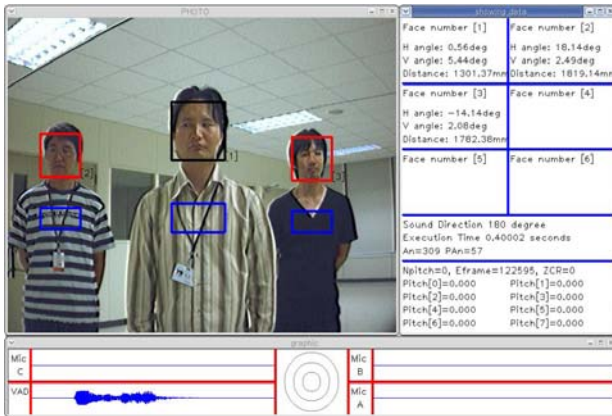 PHOTO
[2]
[1]
[3]
showing_data
Face number [1]
H angle: 0.56deg
V angle: 5.44deg
Distance: 1301.37mm
Face number [2]
H angle: 18.14deg
V angle: 2.49deg
Distance: 1819.14mm
Face number [3]
H angle: -14.14deg
V angle: 2.08deg
Distance: 1782.38mm
Face number [4]
Face number [5]
Face number [6]
Sound Direction 180 degree
Execution Time 0.40002 seconds
An=309 PAn=57
Npitch=0, Eframe=122595, ZCR=0
Pitch[0]=0.000 Pitch[1]=0.000
Pitch[2]=0.000 Pitch[3]=0.000
Pitch[4]=0.000 Pitch[5]=0.000
Pitch[6]=0.000 Pitch[7]=0.000
graphic
Mic
C
Mic
B
VAD
Mic
A